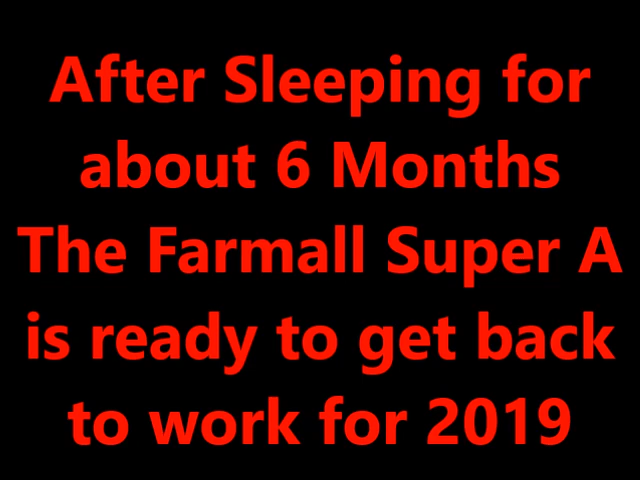 After Sleeping for
about 6 Months
The Farmall Super A
is ready to get back
to work for 2019